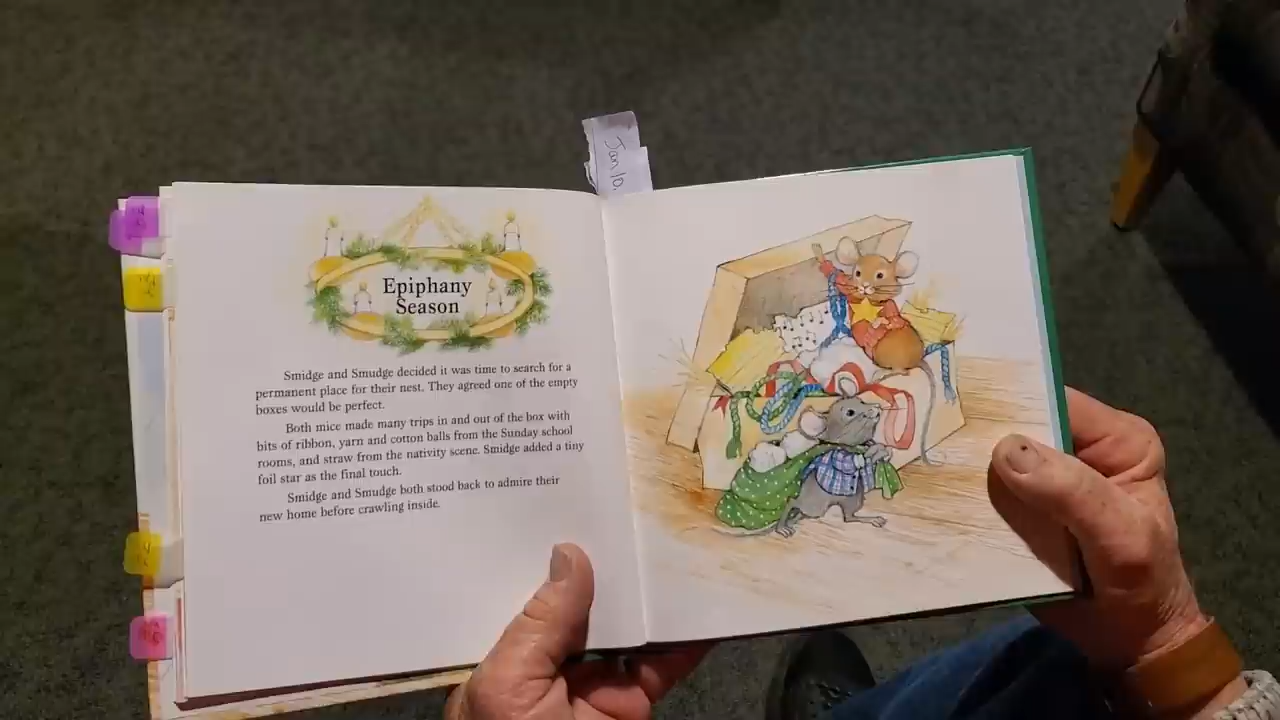 Jan 10.
Epiphany
Season
Smidge and Smudge decided it was time to search for a
permanent place for their nest. They agreed one of the empty
boxes would be perfect.
Both mice made many trips in and out of the box with
bits of ribbon, yarn and cotton balls from the Sunday school
rooms, and straw from the nativity scene. Smidge added a tiny
foil star as the final touch.
Smidge and Smudge both stood back to admire their
new home before crawling inside.